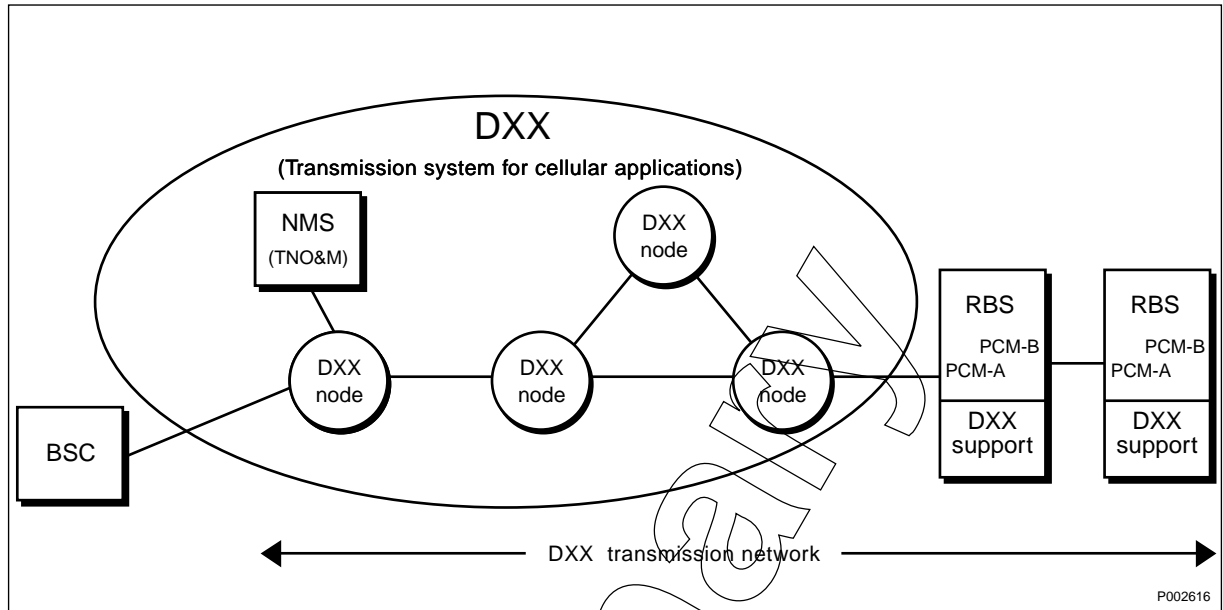 DXX
(Transmission system for cellular applications)
NMS
(TNO&M)
DXX
node
DXX
node
DXX
node
DXX
node
BSC
RBS
PCM-B
PCM-A
DXX
support
RBS
PCM-B
PCM-A
DXX
support
DXX transmission network
P002616